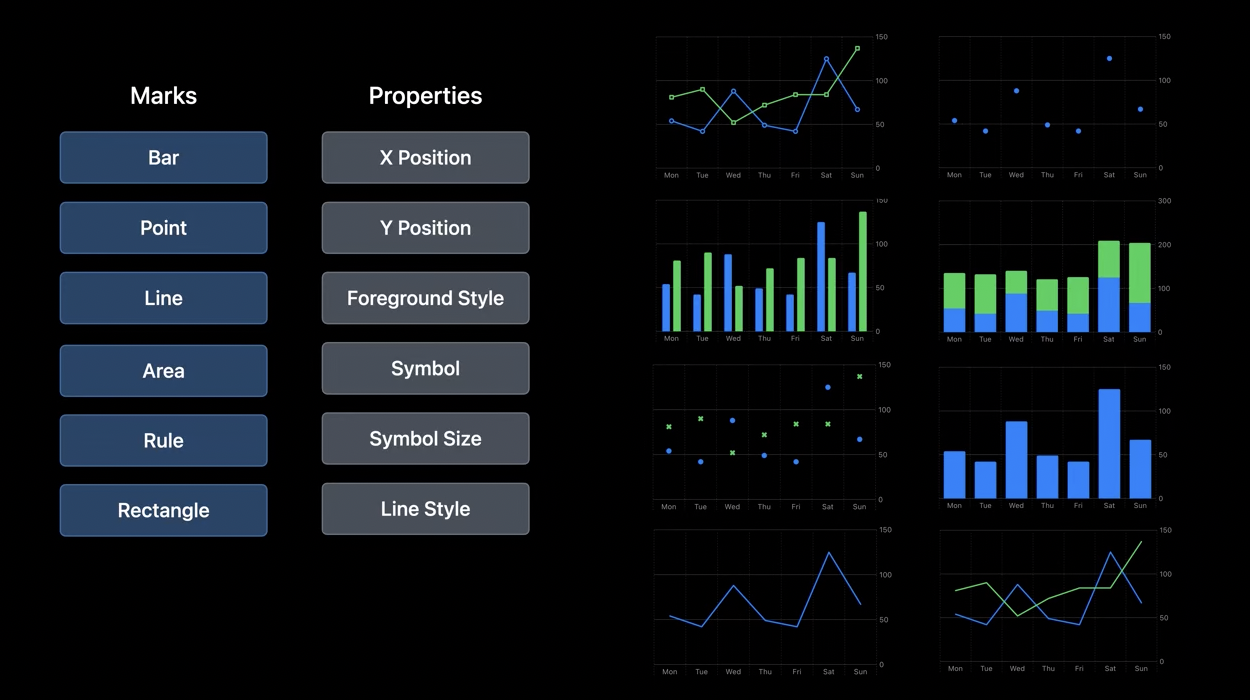 Marks
Bar
Point
Line
Area
Rule
Rectangle
Properties
X Position
Y Position
Foreground Style
Symbol
Symbol Size
Line Style
150
100
50
0
Mon Tue Wed Thu Fri Sat Sun
150
100
50
0
Mon Tue Wed Thu Fri Sat Sun
150
100
50
0
Mon Tue Wed Thu Fri Sat Sun
300
200
100
0
Mon Tue Wed Thu Fri Sat Sun
150
100
50
0
Mon Tue Wed Thu Fri Sat Sun
150
100
50
0
Mon Tue Wed Thu Fri Sat Sun
150
100
50
0
Mon Tue Wed Thu Fri Sat Sun
150
100
50
0
Mon Tue Wed Thu Fri Sat Sun